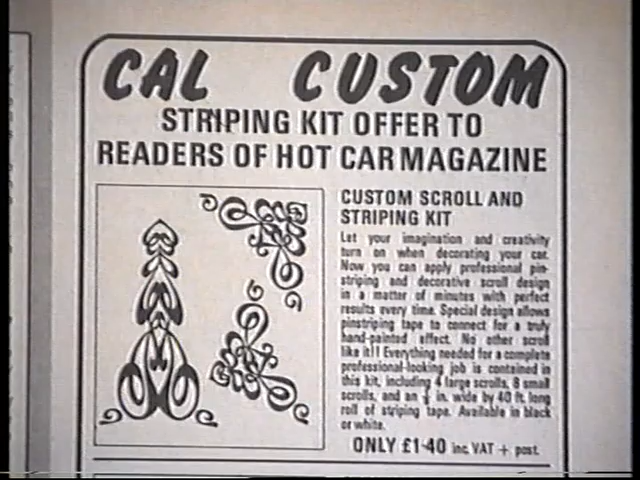 CAL CUSTOM
STRIPING KIT OFFER TO
READERS OF HOT CAR MAGAZINE
CUSTOM SCROLL AND
STRIPING KIT
Let your imagination and creativity
turn on when decorating your car.
Now you can apply professional pin-
striping and decorative scroll design
in a matter of minutes with perfect
results every time. Special design allows
pinstriping tape to connect for a truly
hand-painted effect. No other scroll
like it!! Everything needed for a complete
professional-looking job is contained in
this kit, including 4 large scrolls, 8 small
scrolls, and an in. wide by 40 ft. long
roll of striping tape. Available in black
or white.
ONLY £1·40 inc. VAT + post.